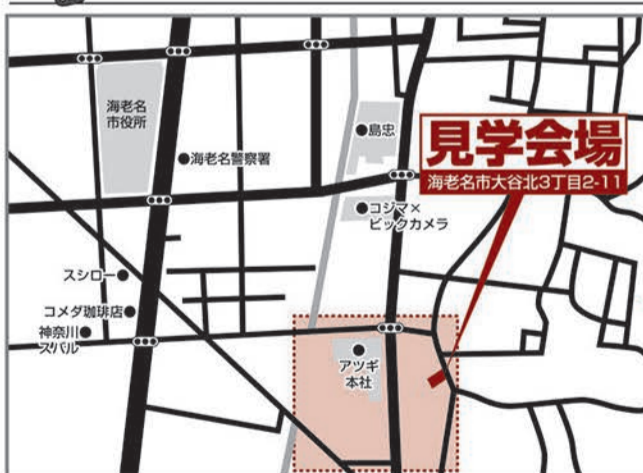 海老名
市役所
島忠
海老名警察署
見学会場
海老名市大谷北3丁目2-11
コジマ×
ビックカメラ
スシロー
コメダ珈琲店
神奈川
スバル
アツギ
本社